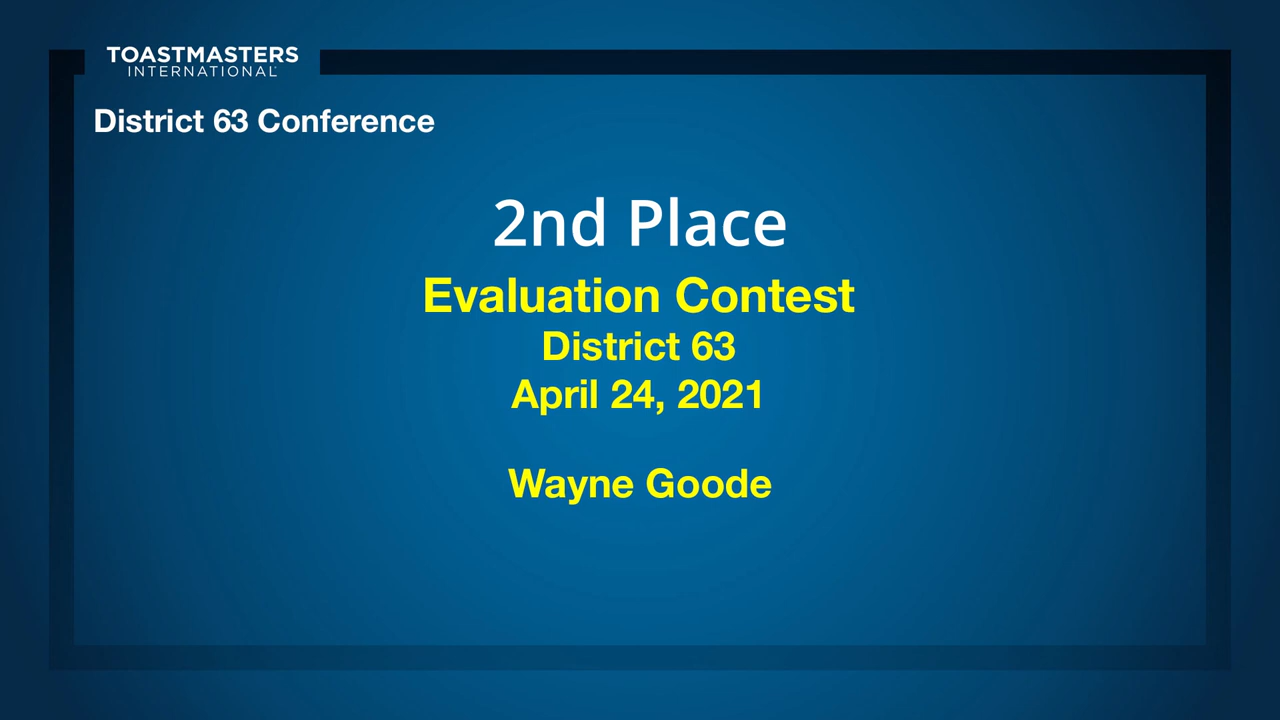 TOASTMASTERS
INTERNATIONAL
District 63 Conference
2nd Place
Evaluation Contest
District 63
April 24, 2021
Wayne Goode